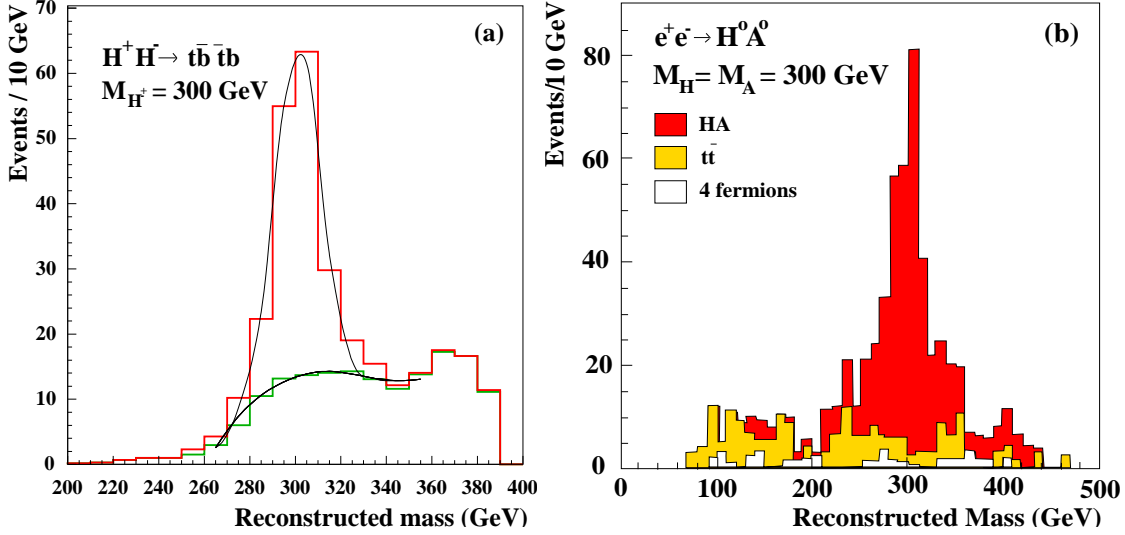 (a)
H⁺H⁻→ tb̄ t̄b
M_H± = 300 GeV
Events / 10 GeV
70
60
50
40
30
20
10
0
200 220 240 260 280 300 320 340 360 380 400
Reconstructed mass (GeV)
(b)
e⁺e⁻→ H⁰A⁰
M_H = M_A = 300 GeV
HA
tt̄
4 fermions
Events/10 GeV
80
60
40
20
0
0 100 200 300 400 500
Reconstructed Mass (GeV)